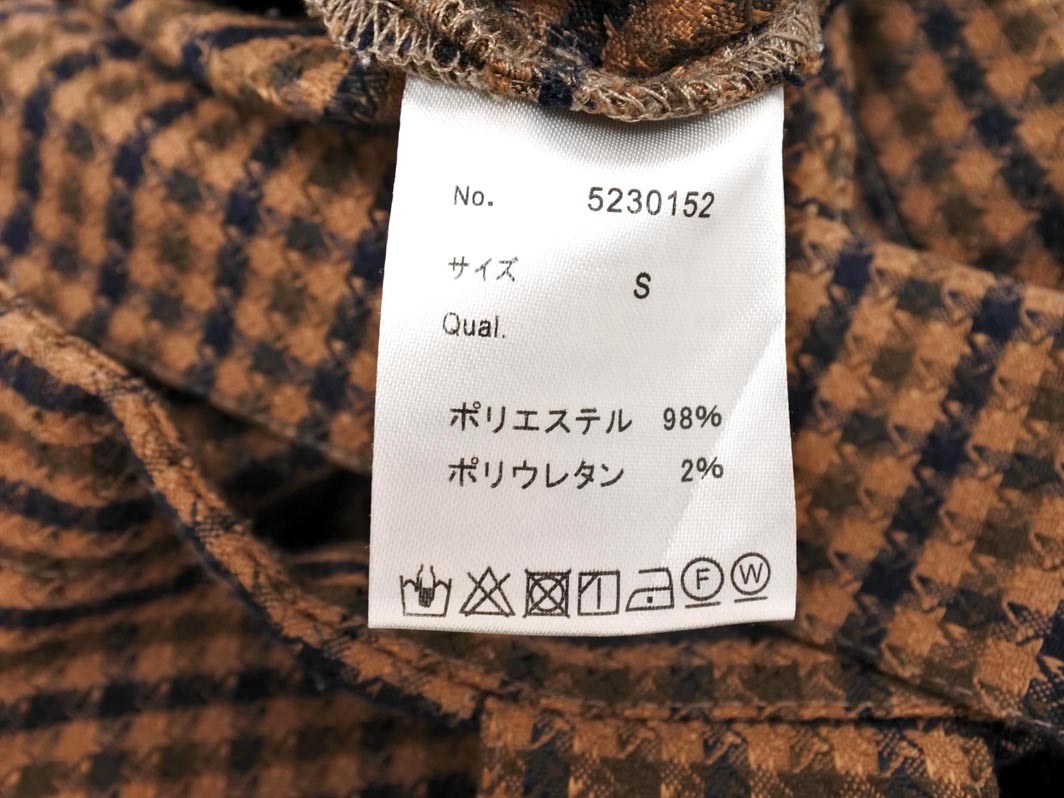 No. 5230152
サイズ S
Qual.
ポリエステル 98%
ポリウレタン 2%
F W